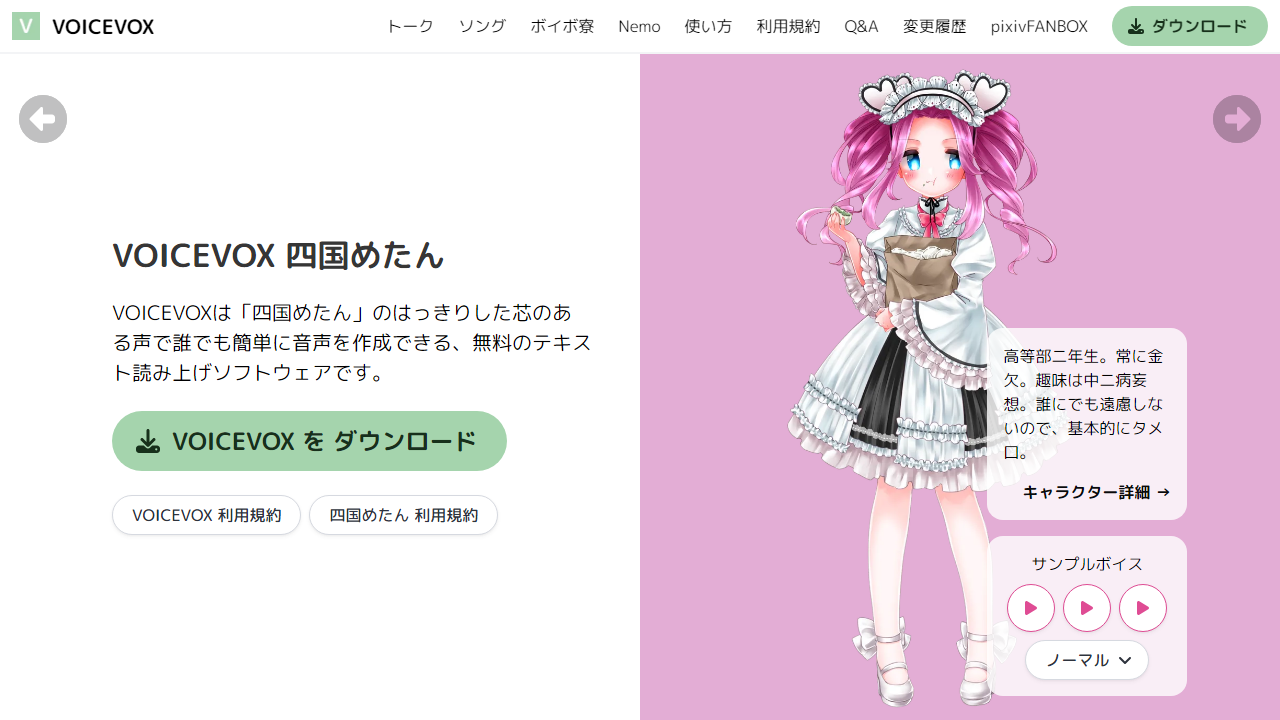 V VOICEVOX トーク ソング ボイボ寮 Nemo 使い方 利用規約 Q&A 変更履歴 pixivFANBOX ダウンロード
VOICEVOX 四国めたん
VOICEVOXは「四国めたん」のはっきりした芯のあ
る声で誰でも簡単に音声を作成できる、無料のテキス
ト読み上げソフトウェアです。
VOICEVOX を ダウンロード
VOICEVOX 利用規約 四国めたん 利用規約
高等部二年生。常に金
欠。趣味は中二病妄
想。誰にでも遠慮しな
いので、基本的にタメ
口。
キャラクター詳細 →
サンプルボイス
ノーマル